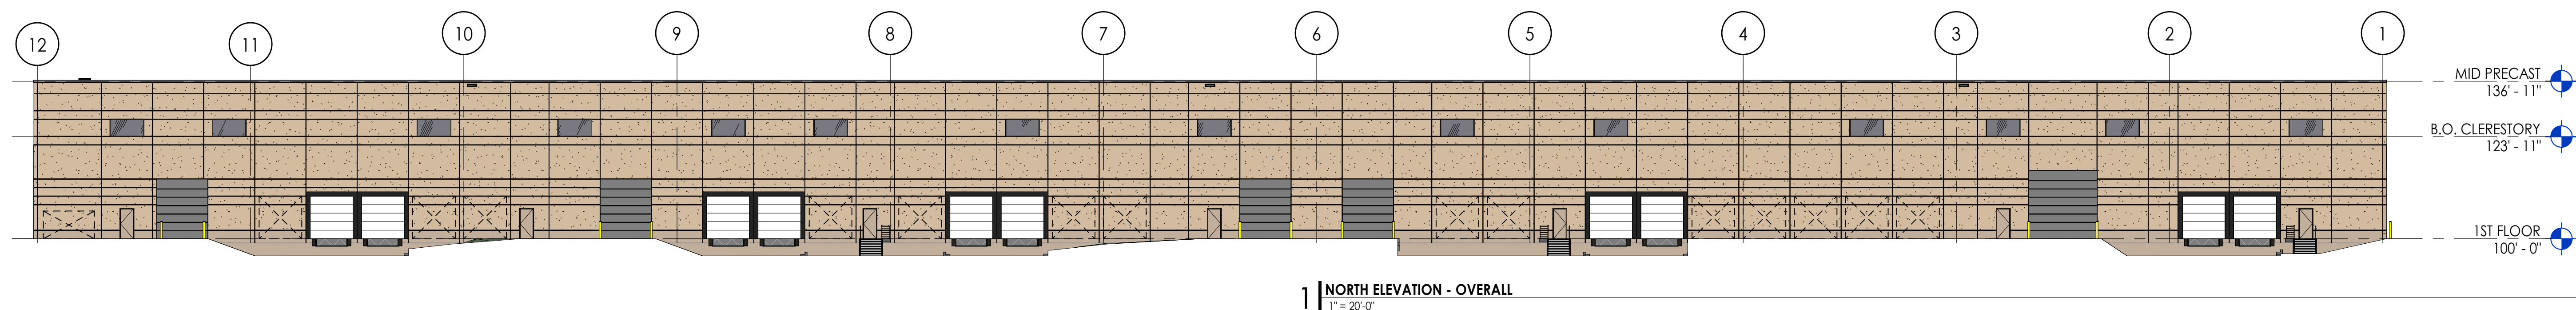 12 11 10 9 8 7 6 5 4 3 2 1
MID PRECAST
136' - 11"
B.O. CLERESTORY
123' - 11"
1ST FLOOR
100' - 0"
1 NORTH ELEVATION - OVERALL
1" = 20'-0"